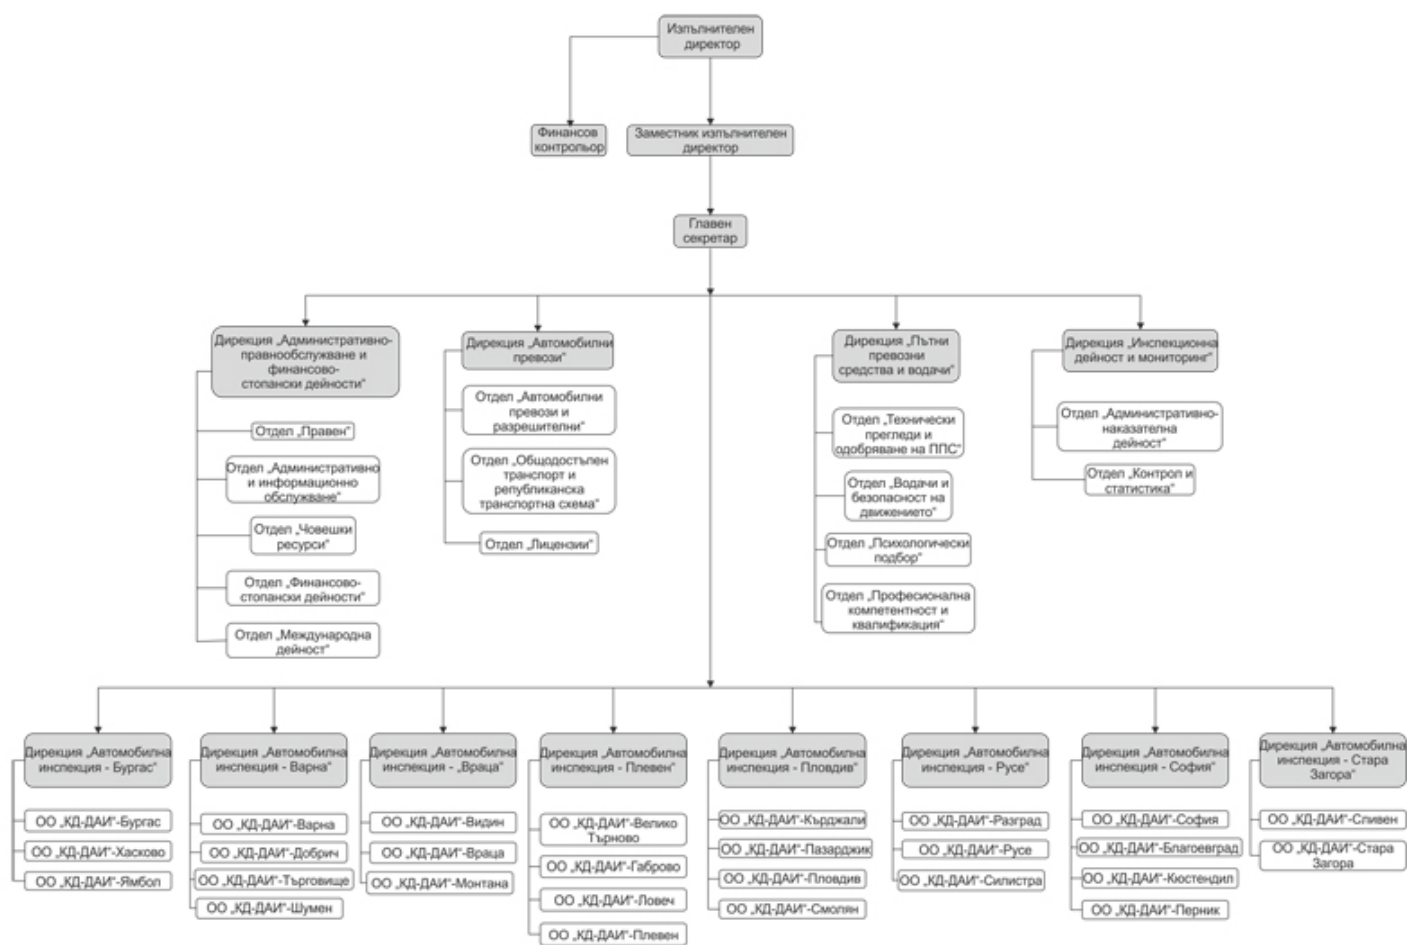 Изпълнителен
директор
Финансов
контрольор
Заместник изпълнителен
директор
Главен
секретар
Дирекция „Административно-
правнообслужване и
финансово-
стопански дейности“
Отдел „Правен“
Отдел „Административно
и информационно
обслужване“
Отдел „Човешки
ресурси“
Отдел „Финансово-
стопански дейности“
Отдел „Международна
дейност“
Дирекция „Автомобилни
превози“
Отдел „Автомобилни
превози и
разрешителни“
Отдел „Общодостъпен
транспорт и
републиканска
транспортна схема“
Отдел „Лицензии“
Дирекция „Пътни
превозни
средства и водачи“
Отдел „Технически
прегледи и
одобряване на ППС“
Отдел „Водачи и
безопасност на
движението“
Отдел „Психологически
подбор“
Отдел „Професионална
компетентност и
квалификация“
Дирекция „Инспекционна
дейност и мониторинг“
Отдел „Административно-
наказателна
дейност“
Отдел „Контрол и
статистика“
Дирекция „Автомобилна
инспекция - Бургас“
ОО „КД-ДАИ“-Бургас
ОО „КД-ДАИ“-Хасково
ОО „КД-ДАИ“-Ямбол
Дирекция „Автомобилна
инспекция - Варна“
ОО „КД-ДАИ“-Варна
ОО „КД-ДАИ“-Добрич
ОО „КД-ДАИ“-Търговище
ОО „КД-ДАИ“-Шумен
Дирекция „Автомобилна
инспекция - „Враца“
ОО „КД-ДАИ“-Видин
ОО „КД-ДАИ“-Враца
ОО „КД-ДАИ“-Монтана
Дирекция „Автомобилна
инспекция - Плевен“
ОО „КД-ДАИ“-Велико
Търново
ОО „КД-ДАИ“-Габрово
ОО „КД-ДАИ“-Ловеч
ОО „КД-ДАИ“-Плевен
Дирекция „Автомобилна
инспекция - Пловдив“
ОО „КД-ДАИ“-Кърджали
ОО „КД-ДАИ“-Пазарджик
ОО „КД-ДАИ“-Пловдив
ОО „КД-ДАИ“-Смолян
Дирекция „Автомобилна
инспекция - Русе“
ОО „КД-ДАИ“-Разград
ОО „КД-ДАИ“-Русе
ОО „КД-ДАИ“-Силистра
Дирекция „Автомобилна
инспекция - София“
ОО „КД-ДАИ“-София
ОО „КД-ДАИ“-Благоевград
ОО „КД-ДАИ“-Кюстендил
ОО „КД-ДАИ“-Перник
Дирекция „Автомобилна
инспекция - Стара
Загора“
ОО „КД-ДАИ“-Сливен
ОО „КД-ДАИ“-Стара
Загора